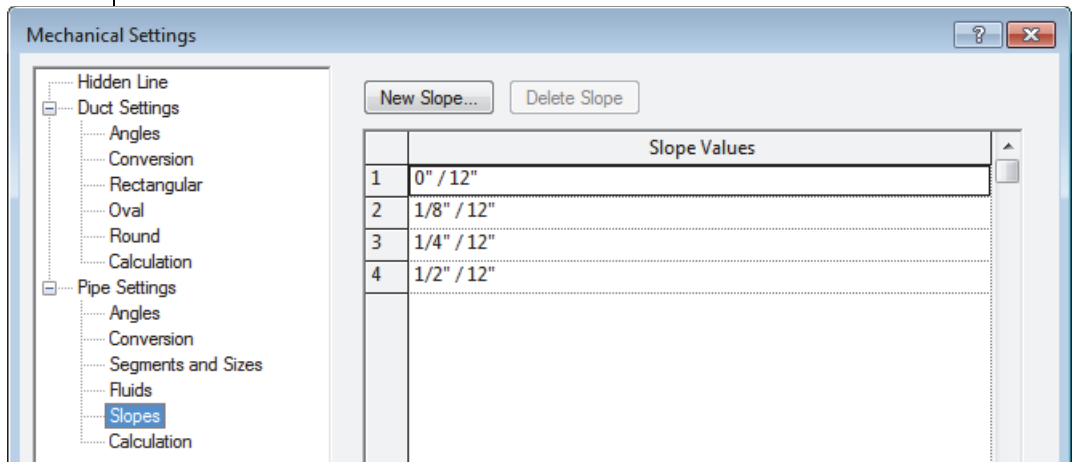 Mechanical Settings
?
Hidden Line
Duct Settings
Angles
Conversion
Rectangular
Oval
Round
Calculation
Pipe Settings
Angles
Conversion
Segments and Sizes
Fluids
Slopes
Calculation
New Slope... Delete Slope
Slope Values
1 0" / 12"
2 1/8" / 12"
3 1/4" / 12"
4 1/2" / 12"